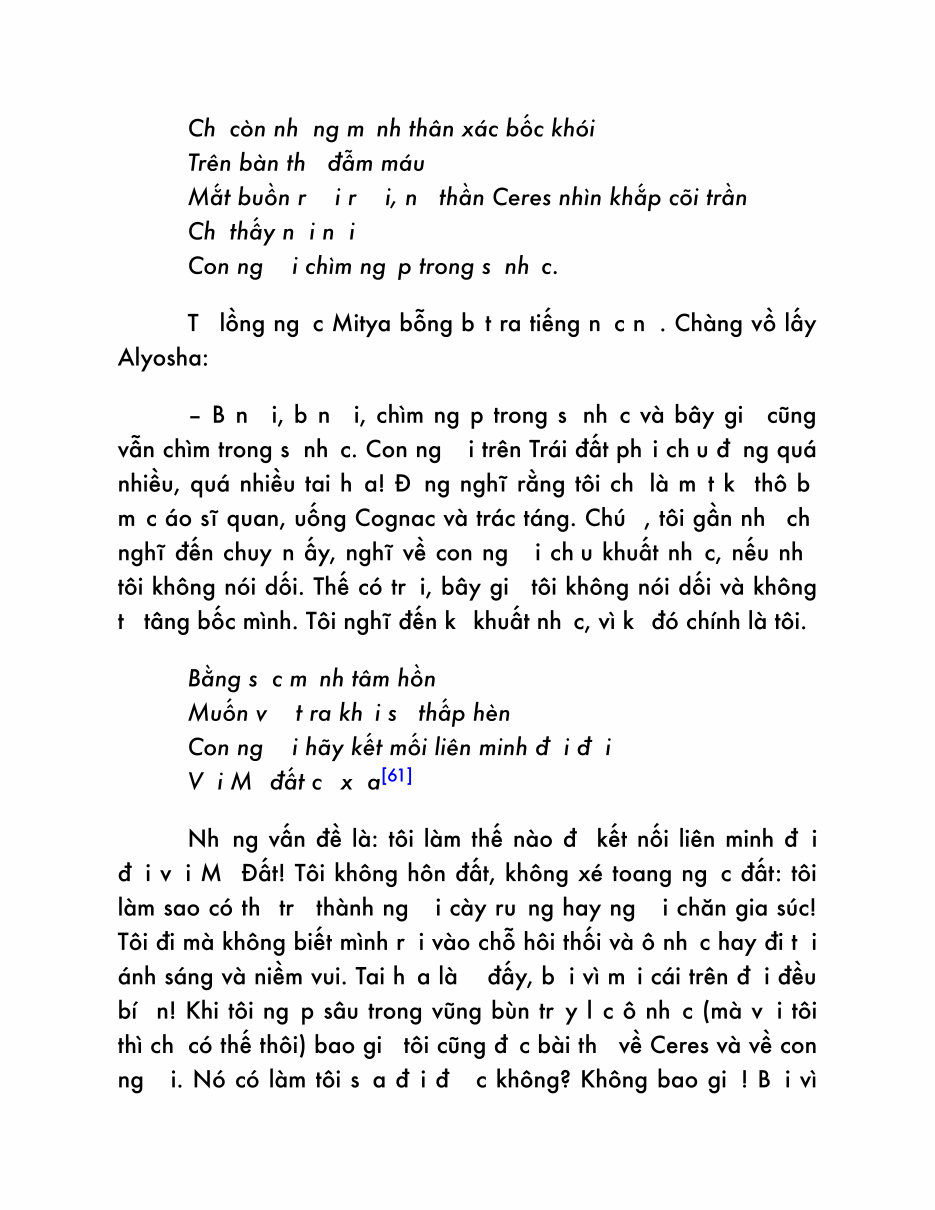 Ch còn nh ng m nh thân xác bốc khói
Trên bàn th đẫm máu
Mắt buồn r i r i, n thần Ceres nhìn khắp cõi trần
Ch thấy n i n i
Con ng i chìm ng p trong s nh c.
T lồng ng c Mitya bỗng b t ra tiếng n c n . Chàng vồ lấy
Alyosha:
– B n i, b n i, chìm ng p trong s nh c và bây gi cũng
vẫn chìm trong s nh c. Con ng i trên Trái đất ph i ch u đ ng quá
nhiều, quá nhiều tai h a! Đ ng nghĩ rằng tôi ch là m t k thô b
m c áo sĩ quan, uống Cognac và trác táng. Chú , tôi gần nh ch
nghĩ đến chuy n ấy, nghĩ về con ng i ch u khuất nh c, nếu nh
tôi không nói dối. Thế có tr i, bây gi tôi không nói dối và không
t tâng bốc mình. Tôi nghĩ đến k khuất nh c, vì k đó chính là tôi.
Bằng s c m nh tâm hồn
Muốn v t ra kh i s thấp hèn
Con ng i hãy kết mối liên minh đ i đ i
V i M đất c x a[61]
Nh ng vấn đề là: tôi làm thế nào đ kết nối liên minh đ i
đ i v i M Đất! Tôi không hôn đất, không xé toang ng c đất: tôi
làm sao có th tr thành ng i cày ru ng hay ng i chăn gia súc!
Tôi đi mà không biết mình r i vào chỗ hôi thối và ô nh c hay đi t i
ánh sáng và niềm vui. Tai h a là đấy, b i vì m i cái trên đ i đều
bí n! Khi tôi ng p sâu trong vũng bùn tr y l c ô nh c (mà v i tôi
thì ch có thế thôi) bao gi tôi cũng đ c bài th về Ceres và về con
ng i. Nó có làm tôi s a đ i đ c không? Không bao gi ! B i vì